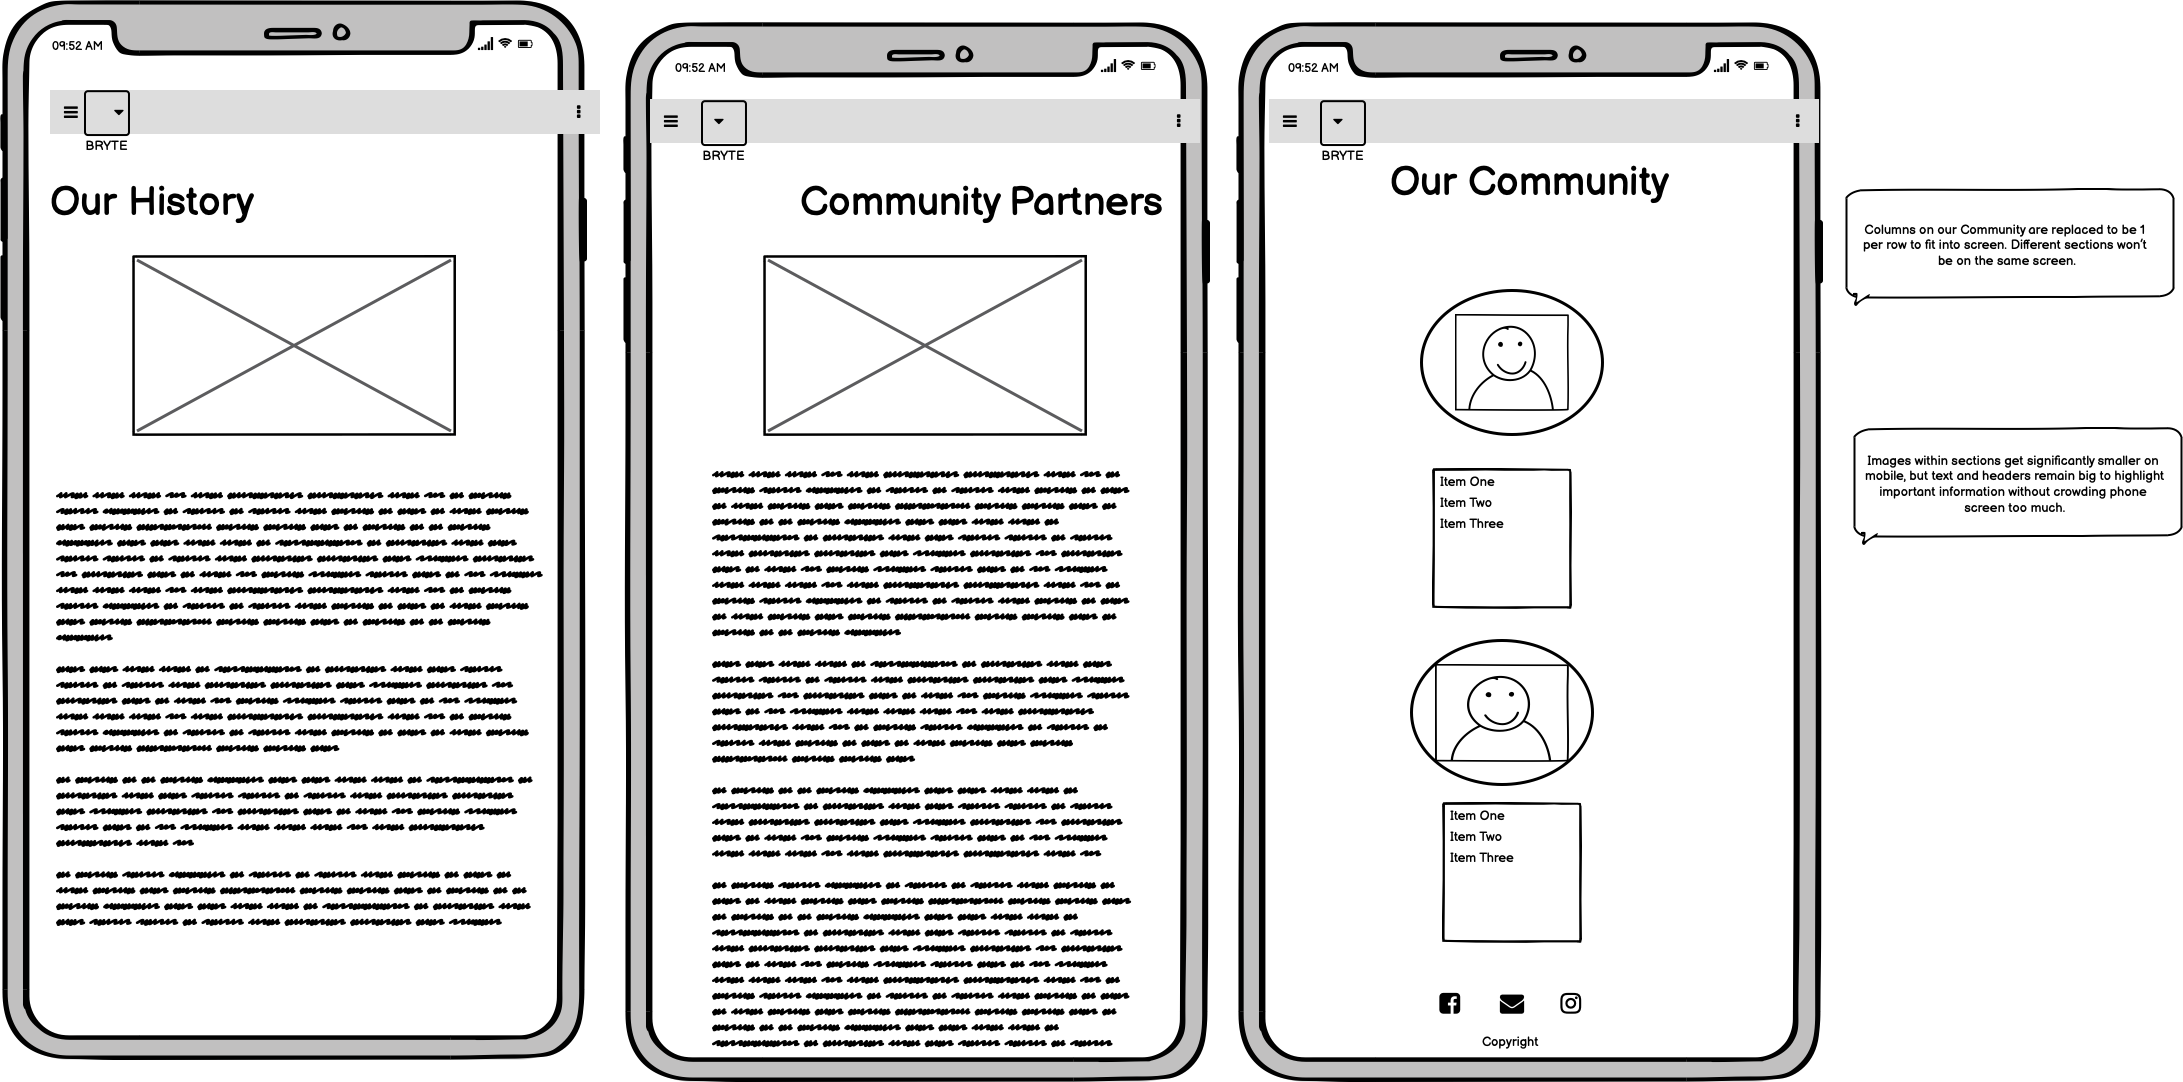 09:52 AM
BRYTE
Our History
09:52 AM
BRYTE
Community Partners
09:52 AM
BRYTE
Our Community
Item One
Item Two
Item Three
Item One
Item Two
Item Three
Copyright
Columns on our Community are replaced to be 1
per row to fit into screen. Different sections won't
be on the same screen.
Images within sections get significantly smaller on
mobile, but text and headers remain big to highlight
important information without crowding phone
screen too much.